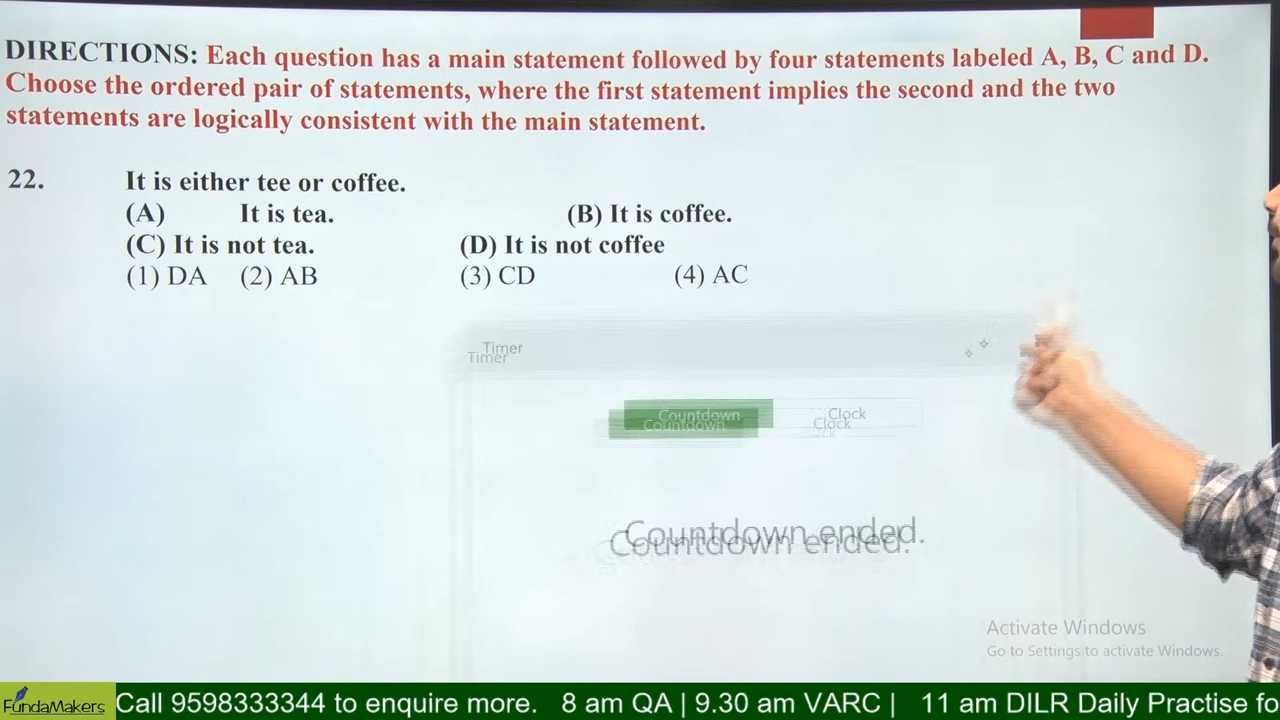 DIRECTIONS: Each question has a main statement followed by four statements labeled A, B, C and D.
Choose the ordered pair of statements, where the first statement implies the second and the two
statements are logically consistent with the main statement.
22. It is either tee or coffee.
(A) It is tea. (B) It is coffee.
(C) It is not tea. (D) It is not coffee
(1) DA (2) AB (3) CD (4) AC
Timer
Timer
Countdown Clock
Countdown Clock
Countdown ended.
Countdown ended.
Activate Windows
Go to Settings to activate Windows.
FUNDAMAKERS
Call 9598333344 to enquire more. 8 am QA | 9.30 am VARC | 11 am DILR Daily Practise fo